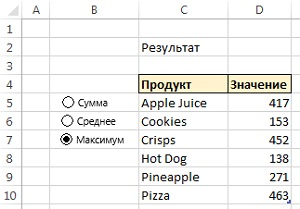 A B C D
1
2 Результат
3
4 Продукт Значение
5 Сумма Apple Juice 417
6 Среднее Cookies 153
7 Максимум Crisps 452
8 Hot Dog 138
9 Pineapple 271
10 Pizza 463